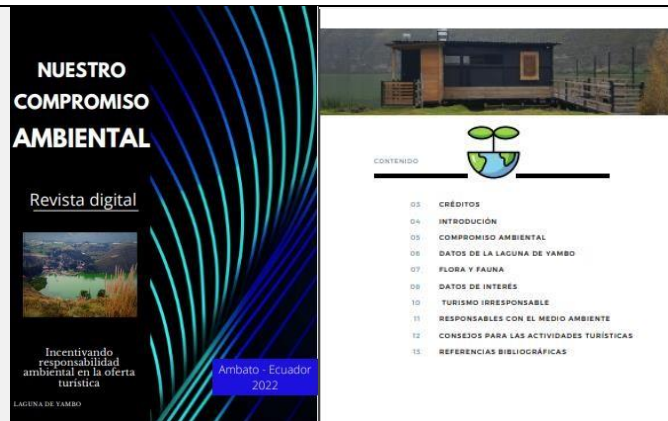 NUESTRO
COMPROMISO
AMBIENTAL
Revista digital
Incentivando
responsabilidad
ambiental en la oferta
turística
LAGUNA DE YAMBO
Ambato - Ecuador
2022
CONTENIDO
03 CRÉDITOS
04 INTRODUCIÓN
05 COMPROMISO AMBIENTAL
06 DATOS DE LA LAGUNA DE YAMBO
07 FLORA Y FAUNA
08 DATOS DE INTERÉS
10 TURISMO IRRESPONSABLE
11 RESPONSABLES CON EL MEDIO AMBIENTE
12 CONSEJOS PARA LAS ACTIVIDADES TURÍSTICAS
13 REFERENCIAS BIBLIOGRÁFICAS